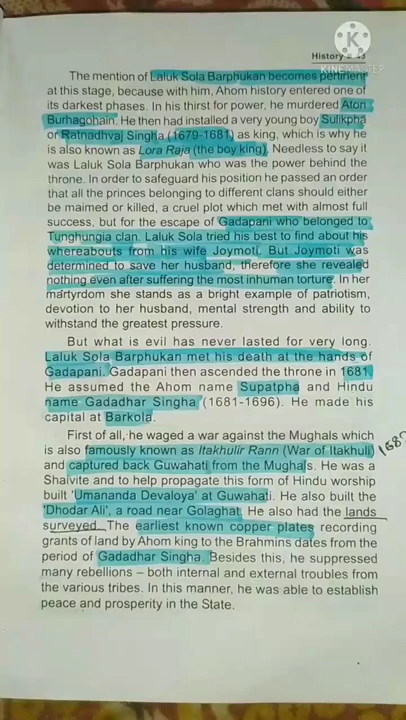 KINEMASTER
History
The mention of Laluk Sola Barphukan becomes pertinent
at this stage, because with him, Ahom history entered one of
its darkest phases. In his thirst for power, he murdered Aton
Burhagohain. He then had installed a very young boy Sulikpha
or Ratnadhvaj Singha (1679-1681) as king, which is why he
is also known as Lora Raja (the boy king). Needless to say it
was Laluk Sola Barphukan who was the power behind the
throne. In order to safeguard his position he passed an order
that all the princes belonging to different clans should either
be maimed or killed, a cruel plot which met with almost full
success, but for the escape of Gadapani who belonged to
Tunghungia clan. Laluk Sola tried his best to find about his
whereabouts from his wife Joymoti. But Joymoti was
determined to save her husband, therefore she revealed
nothing even after suffering the most inhuman torture. In her
martyrdom she stands as a bright example of patriotism,
devotion to her husband, mental strength and ability to
withstand the greatest pressure.
But what is evil has never lasted for very long.
Laluk Sola Barphukan met his death at the hands of
Gadapani. Gadapani then ascended the throne in 1681.
He assumed the Ahom name Supatpha and Hindu
name Gadadhar Singha (1681-1696). He made his
capital at Barkola.
First of all, he waged a war against the Mughals which
is also famously known as Itakhulir Rann (War of Itakhuli)
and captured back Guwahati from the Mughals. He was a
Shaivite and to help propagate this form of Hindu worship
built 'Umananda Devaloya' at Guwahati. He also built the
'Dhodar Ali', a road near Golaghat. He also had the lands
surveyed. The earliest known copper plates recording
grants of land by Ahom king to the Brahmins dates from the
period of Gadadhar Singha. Besides this, he suppressed
many rebellions – both internal and external troubles from
the various tribes. In this manner, he was able to establish
peace and prosperity in the State.